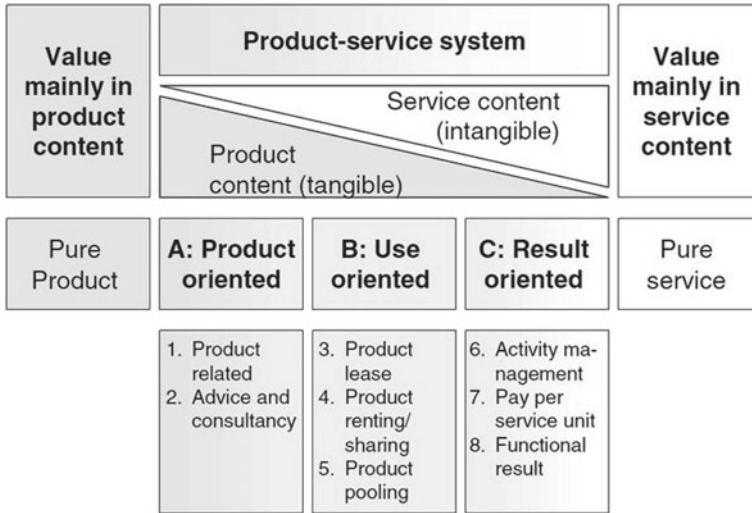 Value
mainly in
product
content
Product-service system
Service content
(intangible)
Product
content (tangible)
Value
mainly in
service
content
Pure
Product
A: Product
oriented
B: Use
oriented
C: Result
oriented
Pure
service
1. Product
related
2. Advice and
consultancy
3. Product
lease
4. Product
renting/
sharing
5. Product
pooling
6. Activity ma-
nagement
7. Pay per
service unit
8. Functional
result